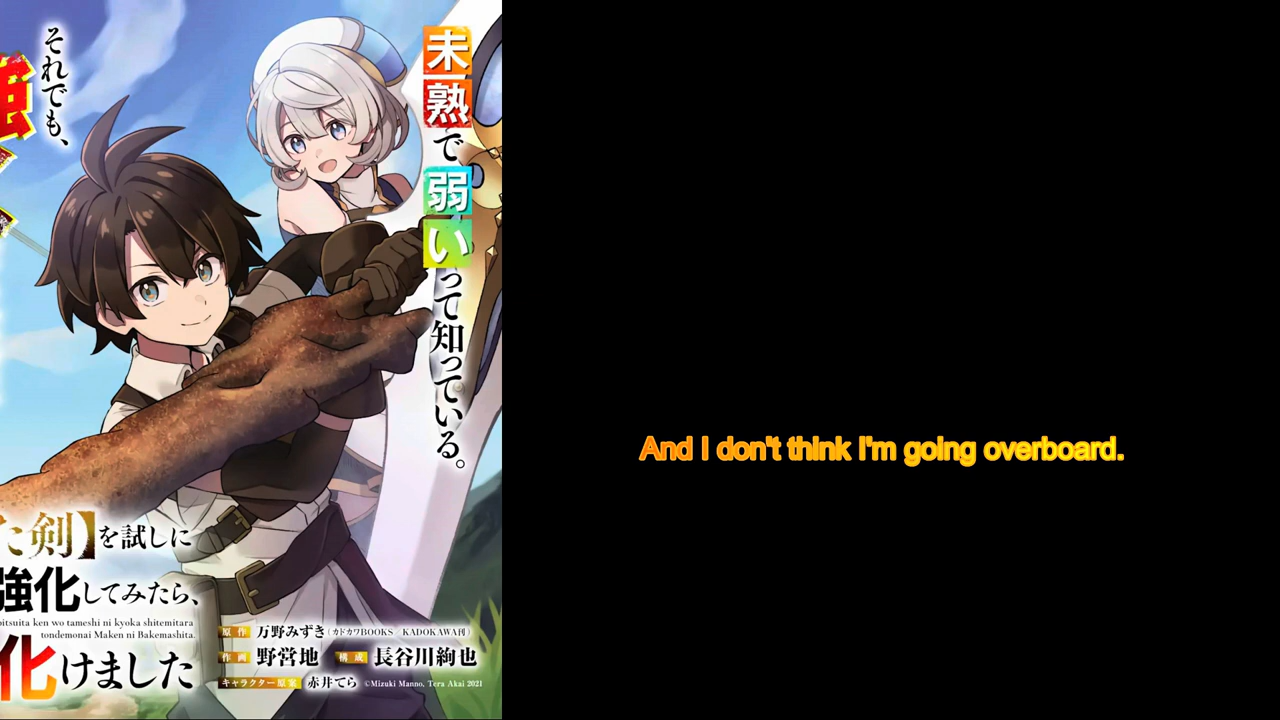 未熟で弱いって知っている。
それでも、
強
た剣】を試しに
強化してみたら、
bitsuita ken wo tameshi ni kyoka shitemitara
tondemonai Maken ni Bakemashita.
化けました
原作 万野みずき（カドカワBOOKS／KADOKAWA刊）
作画 野営地 構成 長谷川絢也
キャラクター原案 赤井てら ©Mizuki Manno, Tera Akai 2021
And I don't think I'm going overboard.